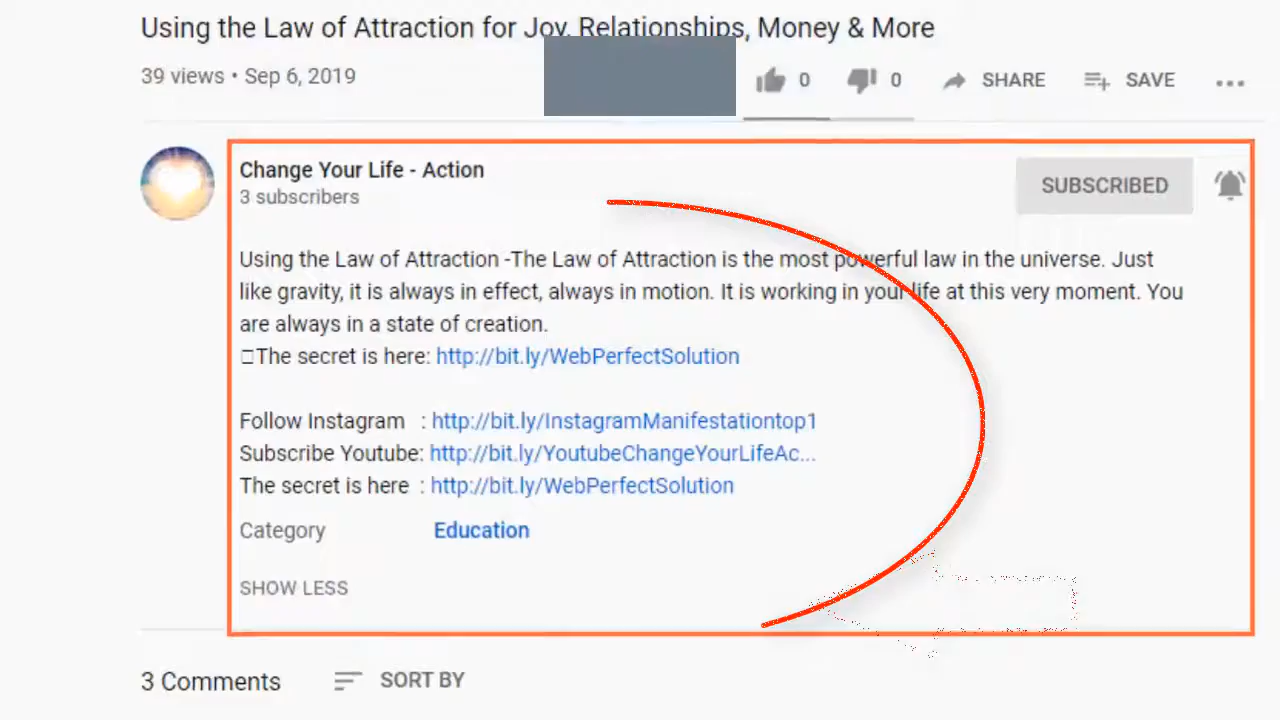 Using the Law of Attraction for Joy, Relationships, Money & More
39 views • Sep 6, 2019
0 0 SHARE SAVE
Change Your Life - Action
3 subscribers
SUBSCRIBED
Using the Law of Attraction -The Law of Attraction is the most powerful law in the universe. Just
like gravity, it is always in effect, always in motion. It is working in your life at this very moment. You
are always in a state of creation.
□The secret is here: http://bit.ly/WebPerfectSolution
Follow Instagram : http://bit.ly/InstagramManifestationtop1
Subscribe Youtube: http://bit.ly/YoutubeChangeYourLifeAc...
The secret is here : http://bit.ly/WebPerfectSolution
Category Education
SHOW LESS
3 Comments SORT BY